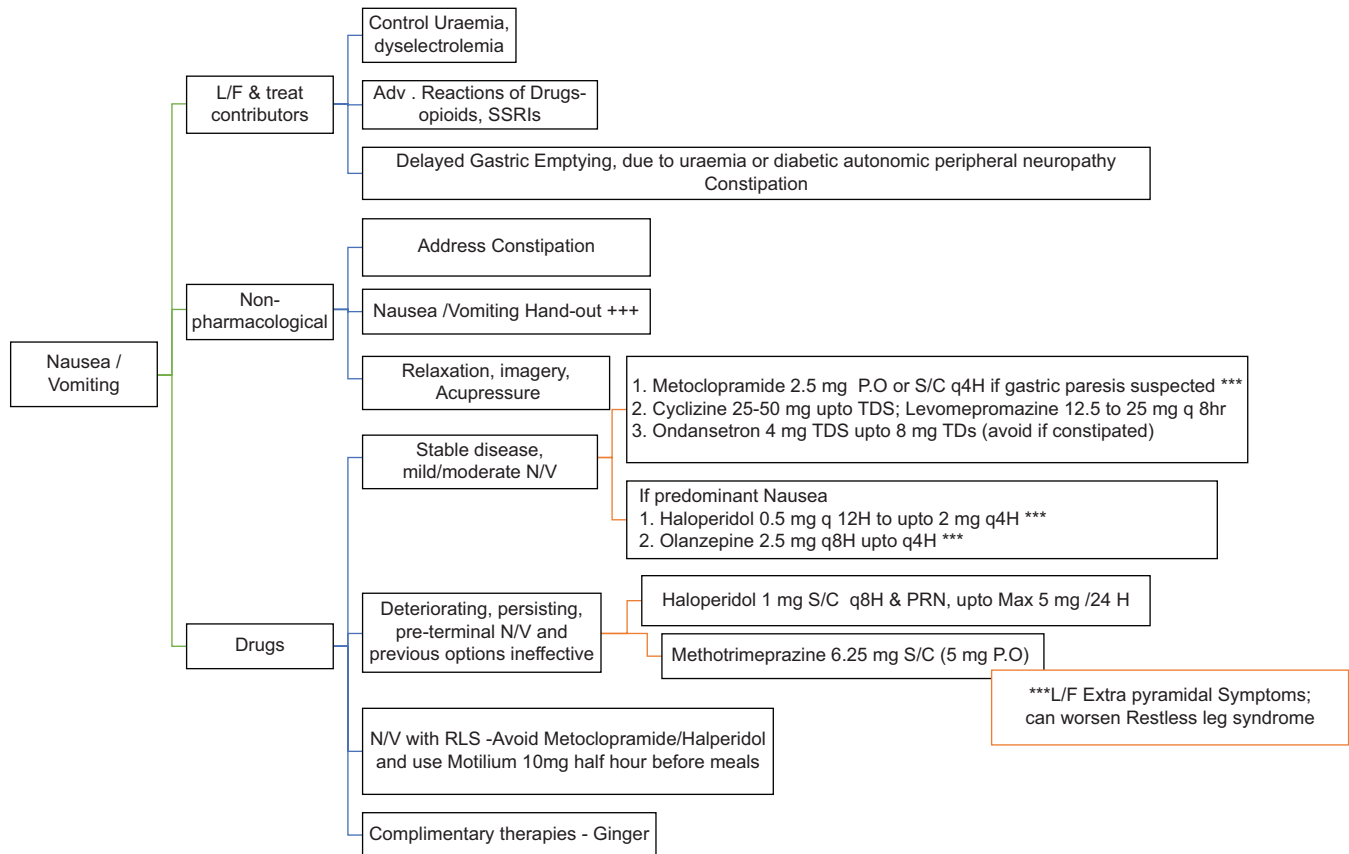 Nausea /
Vomiting
L/F & treat
contributors
Control Uraemia,
dyselectrolemia
Adv . Reactions of Drugs-
opioids, SSRIs
Delayed Gastric Emptying, due to uraemia or diabetic autonomic peripheral neuropathy
Constipation
Non-
pharmacological
Address Constipation
Nausea /Vomiting Hand-out +++
Relaxation, imagery,
Acupressure
Drugs
Stable disease,
mild/moderate N/V
1. Metoclopramide 2.5 mg P.O or S/C q4H if gastric paresis suspected ***
2. Cyclizine 25-50 mg upto TDS; Levomepromazine 12.5 to 25 mg q 8hr
3. Ondansetron 4 mg TDS upto 8 mg TDs (avoid if constipated)
If predominant Nausea
1. Haloperidol 0.5 mg q 12H to upto 2 mg q4H ***
2. Olanzepine 2.5 mg q8H upto q4H ***
Deteriorating, persisting,
pre-terminal N/V and
previous options ineffective
Haloperidol 1 mg S/C q8H & PRN, upto Max 5 mg /24 H
Methotrimeprazine 6.25 mg S/C (5 mg P.O)
***L/F Extra pyramidal Symptoms;
can worsen Restless leg syndrome
N/V with RLS -Avoid Metoclopramide/Halperidol
and use Motilium 10mg half hour before meals
Complimentary therapies - Ginger